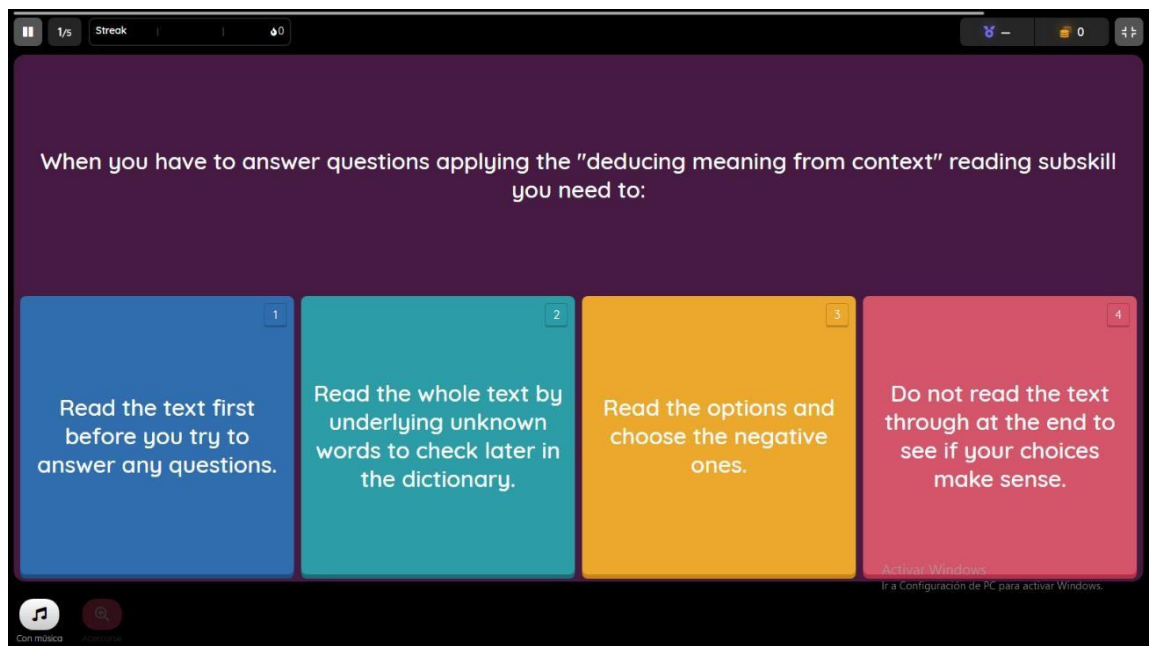 1/5
Streak
0
–
0
When you have to answer questions applying the "deducing meaning from context" reading subskill
you need to:
1
Read the text first
before you try to
answer any questions.
2
Read the whole text by
underlying unknown
words to check later in
the dictionary.
3
Read the options and
choose the negative
ones.
4
Do not read the text
through at the end to
see if your choices
make sense.
Activar Windows
Ir a Configuración de PC para activar Windows.
Con música